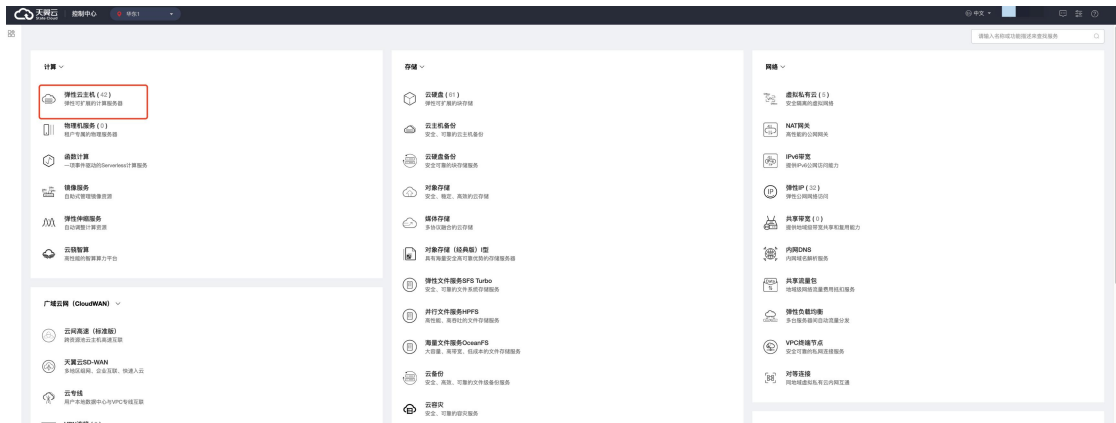 天翼云
State Cloud
控制中心
华东1
中文
请输入名称或功能描述来查找服务
计算
弹性云主机 ( 42 )
弹性可扩展的计算服务器
物理机服务 ( 0 )
租户专属的物理服务器
函数计算
一项事件驱动的Serverless计算服务
镜像服务
自助式管理镜像资源
弹性伸缩服务
自动调整计算资源
云骁智算
高性能的智算算力平台
广域云网（CloudWAN）
云间高速（标准版）
跨资源池云主机高速互联
天翼云SD-WAN
多地区组网、企业互联、快速入云
云专线
用户本地数据中心与VPC专线互联
存储
云硬盘 ( 61 )
弹性可扩展的块存储
云主机备份
安全、可靠的云主机备份
云硬盘备份
安全可靠的块存储服务
对象存储
安全、稳定、高效的云存储
媒体存储
多协议融合的云存储
对象存储（经典版）I型
具有海量安全高可靠优势的存储服务器
弹性文件服务SFS Turbo
安全、可靠的文件系统存储服务
并行文件服务HPFS
高性能、高吞吐的文件存储服务
海量文件服务OceanFS
大容量、高带宽、低成本的文件存储服务
云备份
安全、高效、可靠的文件级备份服务
云容灾
安全、可靠的容灾服务
网络
虚拟私有云 ( 5 )
安全隔离的虚拟网络
NAT网关
高性能的公网网关
IPv6带宽
提供IPv6公网访问能力
弹性IP ( 32 )
弹性公网网络访问
共享带宽 ( 0 )
提供地域级带宽共享和复用能力
内网DNS
内网域名解析服务
共享流量包
地域级网络流量费用抵扣服务
弹性负载均衡
多台服务器间自动流量分发
VPC终端节点
安全可靠的私网连接服务
对等连接
同地域虚拟私有云内网互通